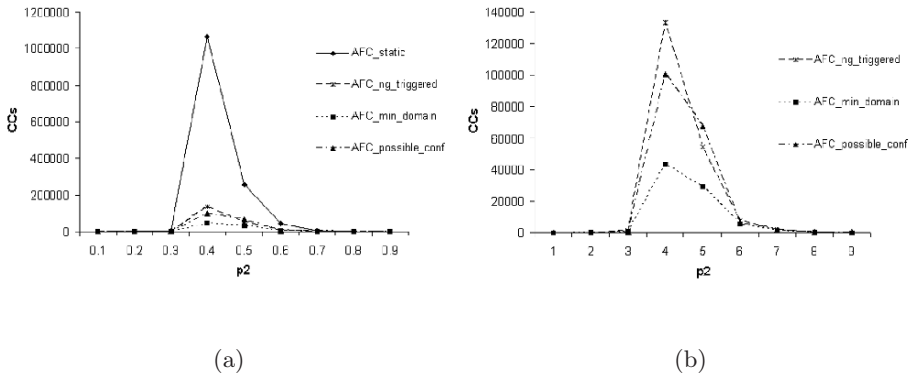 1200000
1000000
800000
600000
400000
200000
0
CCs
0.1 0.2 0.3 0.4 0.5 0.6 0.7 0.8 0.9
p2
AFC_static
AFC_ng_triggered
AFC_min_domain
AFC_possible_conf
(a)
140000
120000
100000
80000
60000
40000
20000
0
CCs
1 2 3 4 5 6 7 8 9
p2
AFC_ng_triggered
AFC_min_domain
AFC_possible_conf
(b)